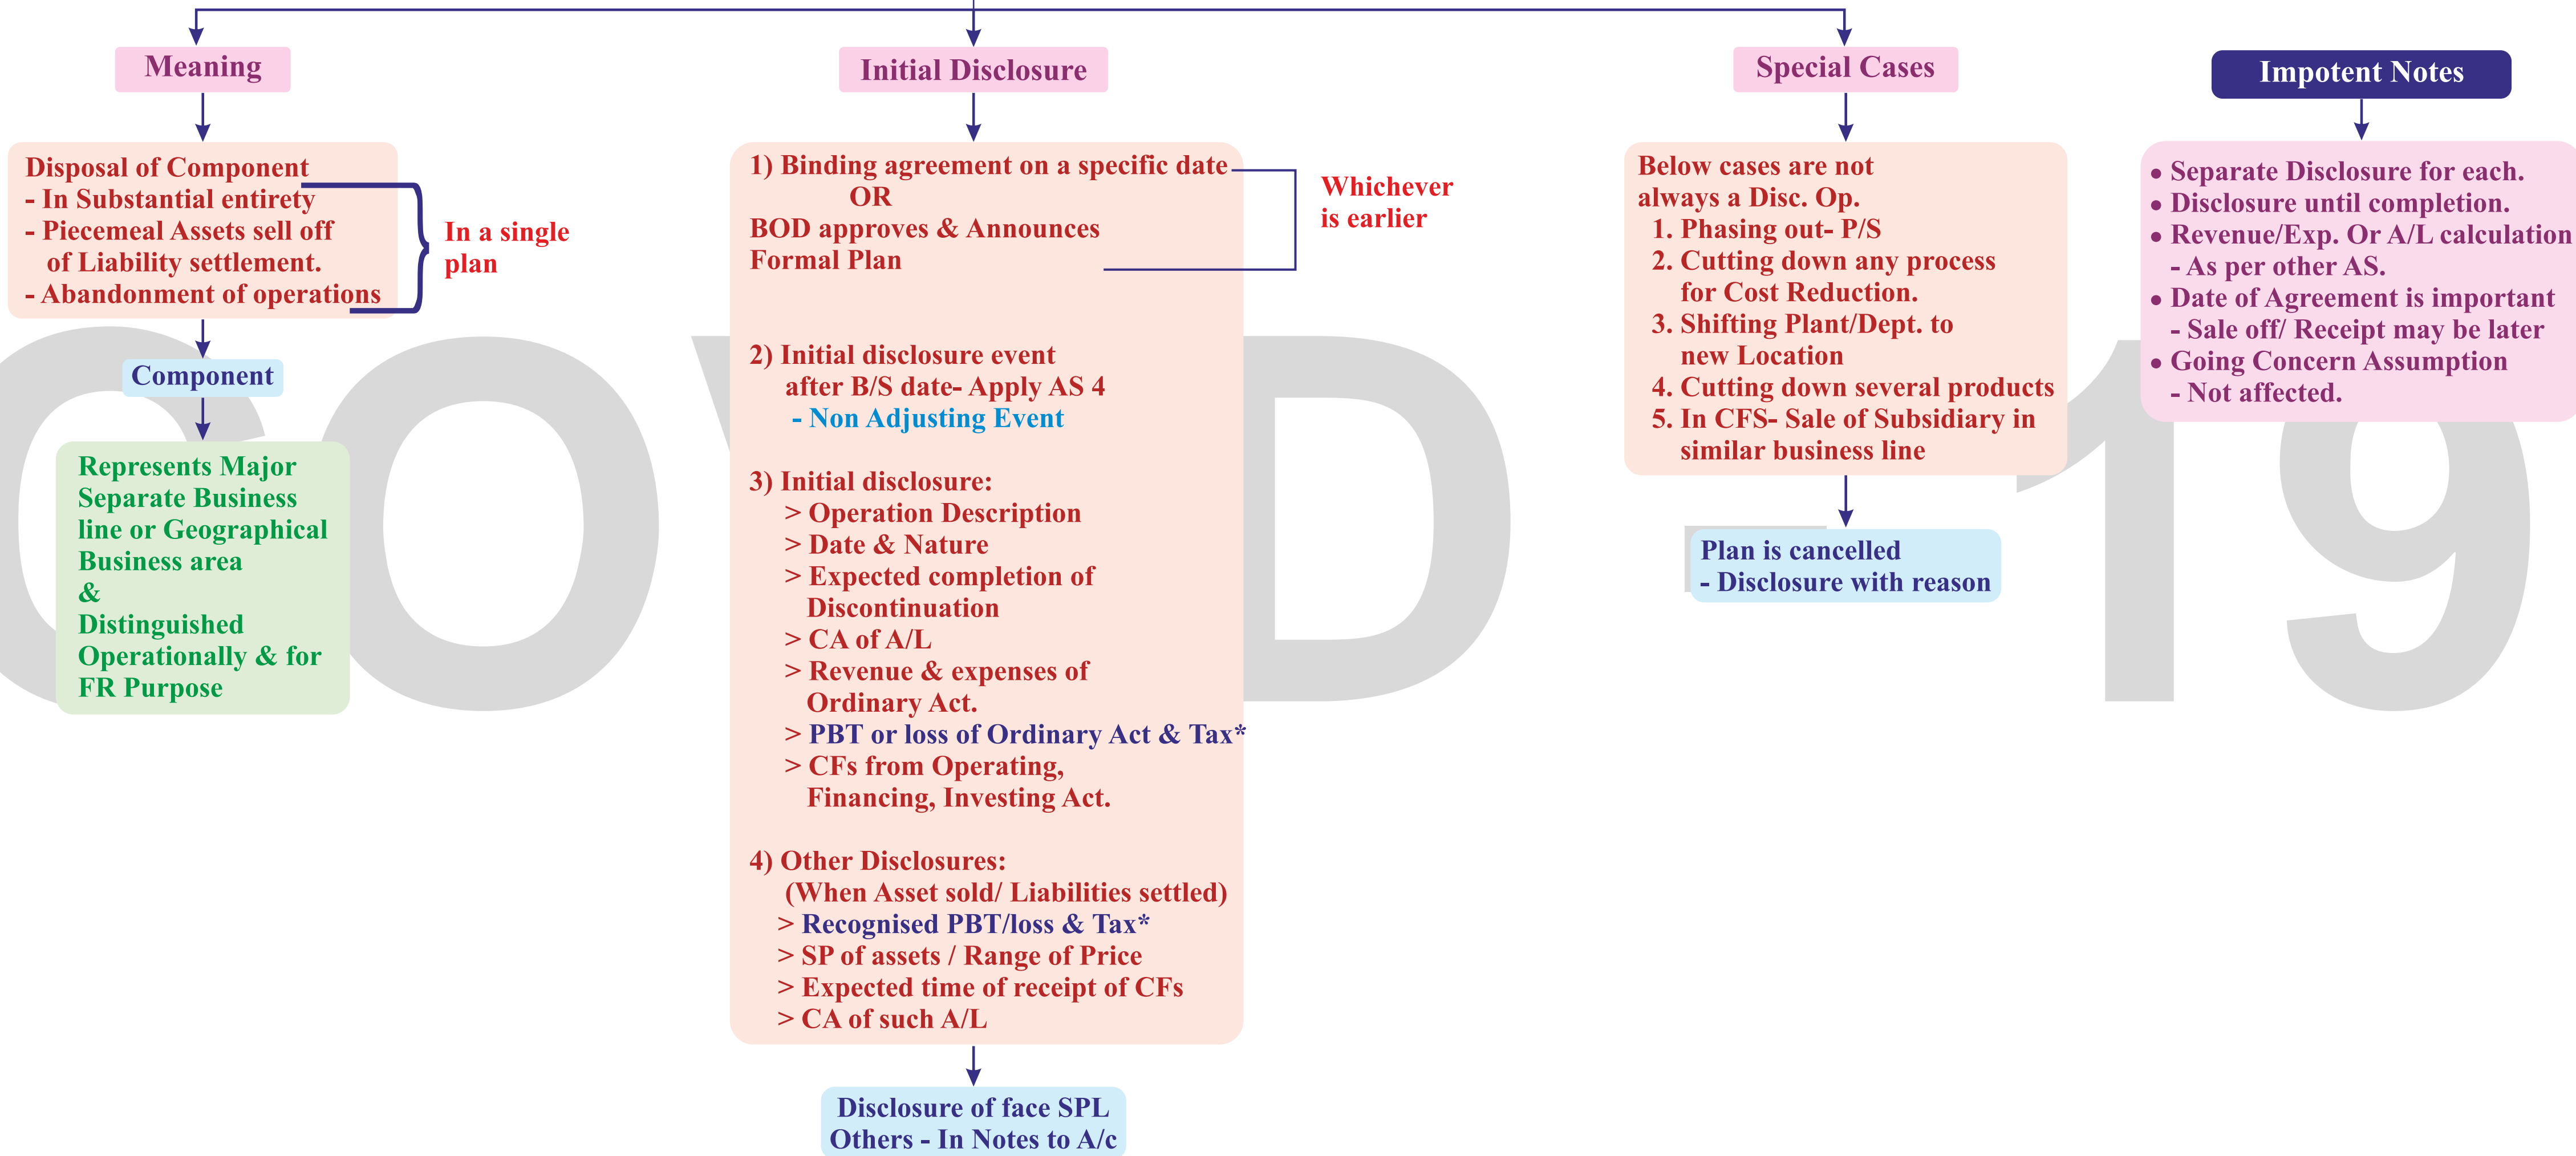 Meaning
Disposal of Component
- In Substantial entirety
- Piecemeal Assets sell off
of Liability settlement.
- Abandonment of operations
In a single
plan
Component
Represents Major
Separate Business
line or Geographical
Business area
&
Distinguished
Operationally & for
FR Purpose
Initial Disclosure
1) Binding agreement on a specific date
OR
BOD approves & Announces
Formal Plan
Whichever
is earlier
2) Initial disclosure event
after B/S date- Apply AS 4
- Non Adjusting Event
3) Initial disclosure:
> Operation Description
> Date & Nature
> Expected completion of
Discontinuation
> CA of A/L
> Revenue & expenses of
Ordinary Act.
> PBT or loss of Ordinary Act & Tax*
> CFs from Operating,
Financing, Investing Act.
4) Other Disclosures:
(When Asset sold/ Liabilities settled)
> Recognised PBT/loss & Tax*
> SP of assets / Range of Price
> Expected time of receipt of CFs
> CA of such A/L
Disclosure of face SPL
Others - In Notes to A/c
Special Cases
Below cases are not
always a Disc. Op.
1. Phasing out- P/S
2. Cutting down any process
for Cost Reduction.
3. Shifting Plant/Dept. to
new Location
4. Cutting down several products
5. In CFS- Sale of Subsidiary in
similar business line
Plan is cancelled
- Disclosure with reason
Impotent Notes
• Separate Disclosure for each.
• Disclosure until completion.
• Revenue/Exp. Or A/L calculation
- As per other AS.
• Date of Agreement is important
- Sale off/ Receipt may be later
• Going Concern Assumption
- Not affected.
COVID - 19